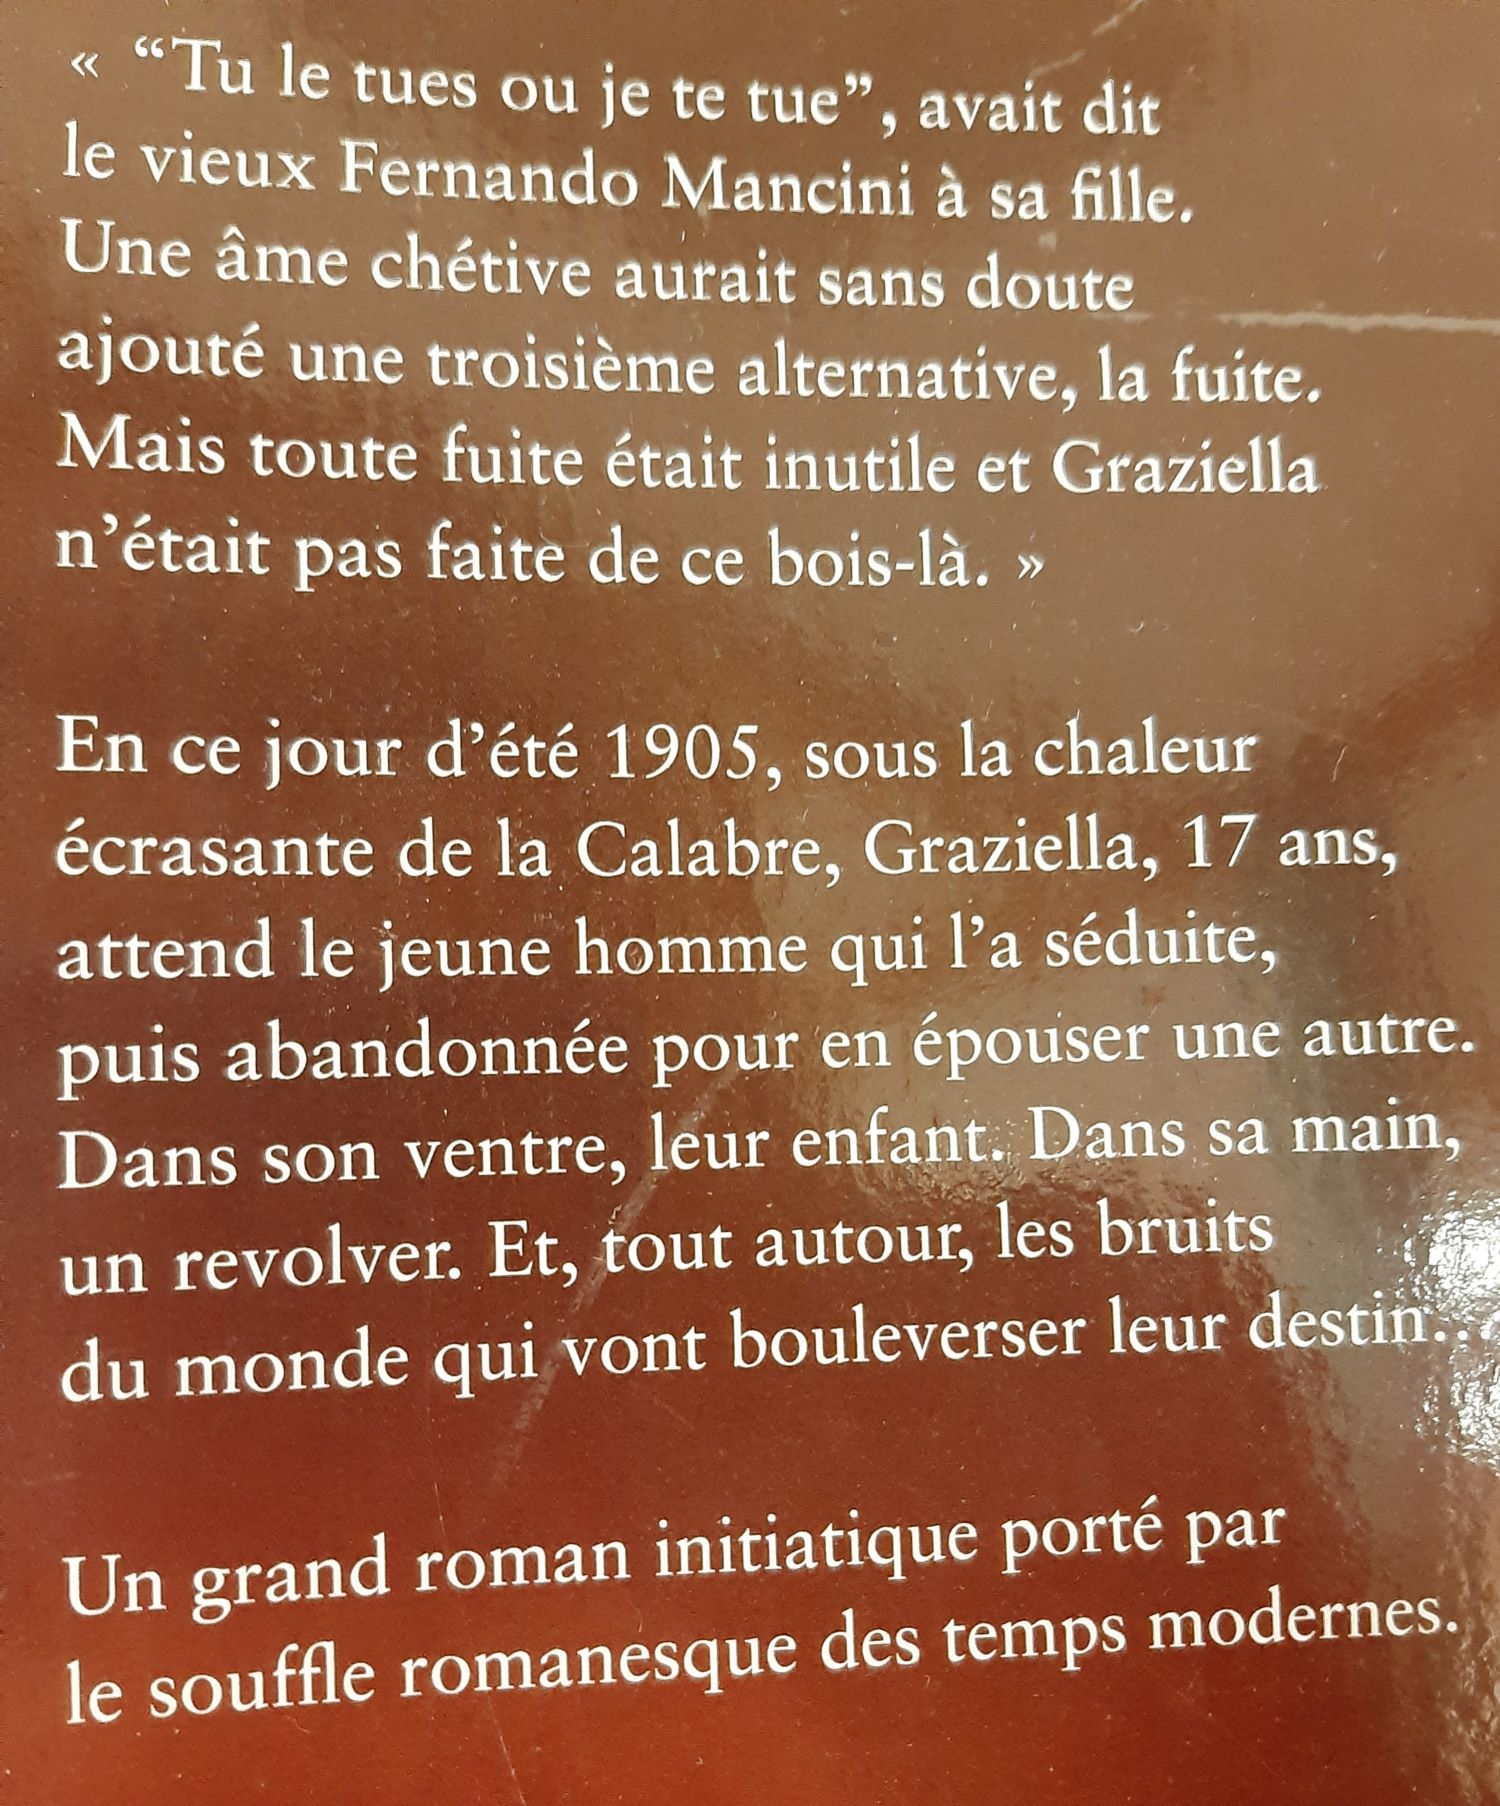 « “Tu le tues ou je te tue”, avait dit
le vieux Fernando Mancini à sa fille.
Une âme chétive aurait sans doute
ajouté une troisième alternative, la fuite.
Mais toute fuite était inutile et Graziella
n’était pas faite de ce bois-là. »
En ce jour d’été 1905, sous la chaleur
écrasante de la Calabre, Graziella, 17 ans,
attend le jeune homme qui l’a séduite,
puis abandonnée pour en épouser une autre.
Dans son ventre, leur enfant. Dans sa main,
un revolver. Et, tout autour, les bruits
du monde qui vont bouleverser leur destin...
Un grand roman initiatique porté par
le souffle romanesque des temps modernes.